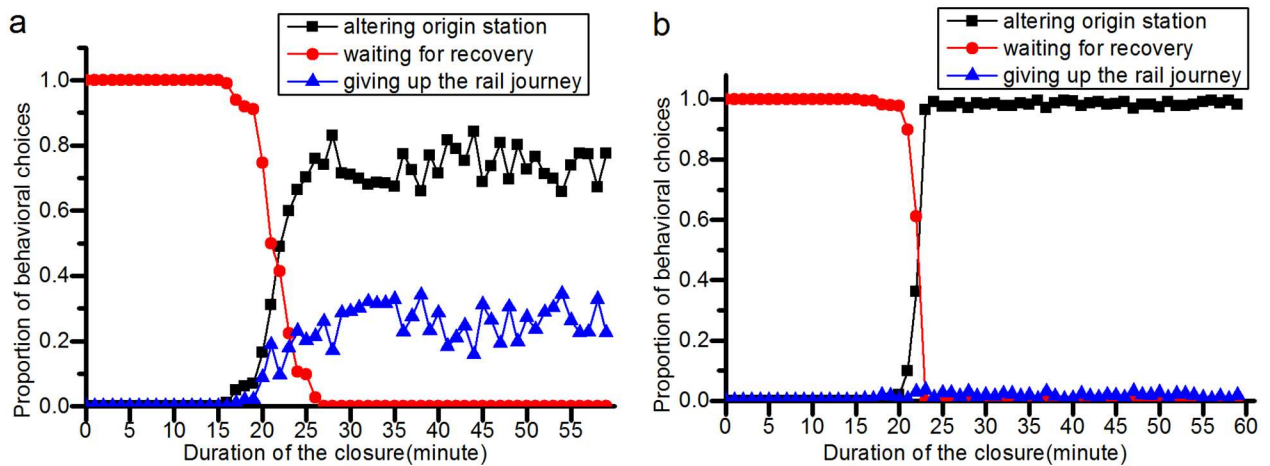 a
altering origin station
waiting for recovery
giving up the rail journey
Proportion of behavioral choices
1.0
0.8
0.6
0.4
0.2
0.0
0 5 10 15 20 25 30 35 40 45 50 55
Duration of the closure(minute)
b
altering origin station
waiting for recovery
giving up the rail journey
Proportion of behavioral choices
1.0
0.8
0.6
0.4
0.2
0.0
0 5 10 15 20 25 30 35 40 45 50 55 60
Duration of the closure(minute)